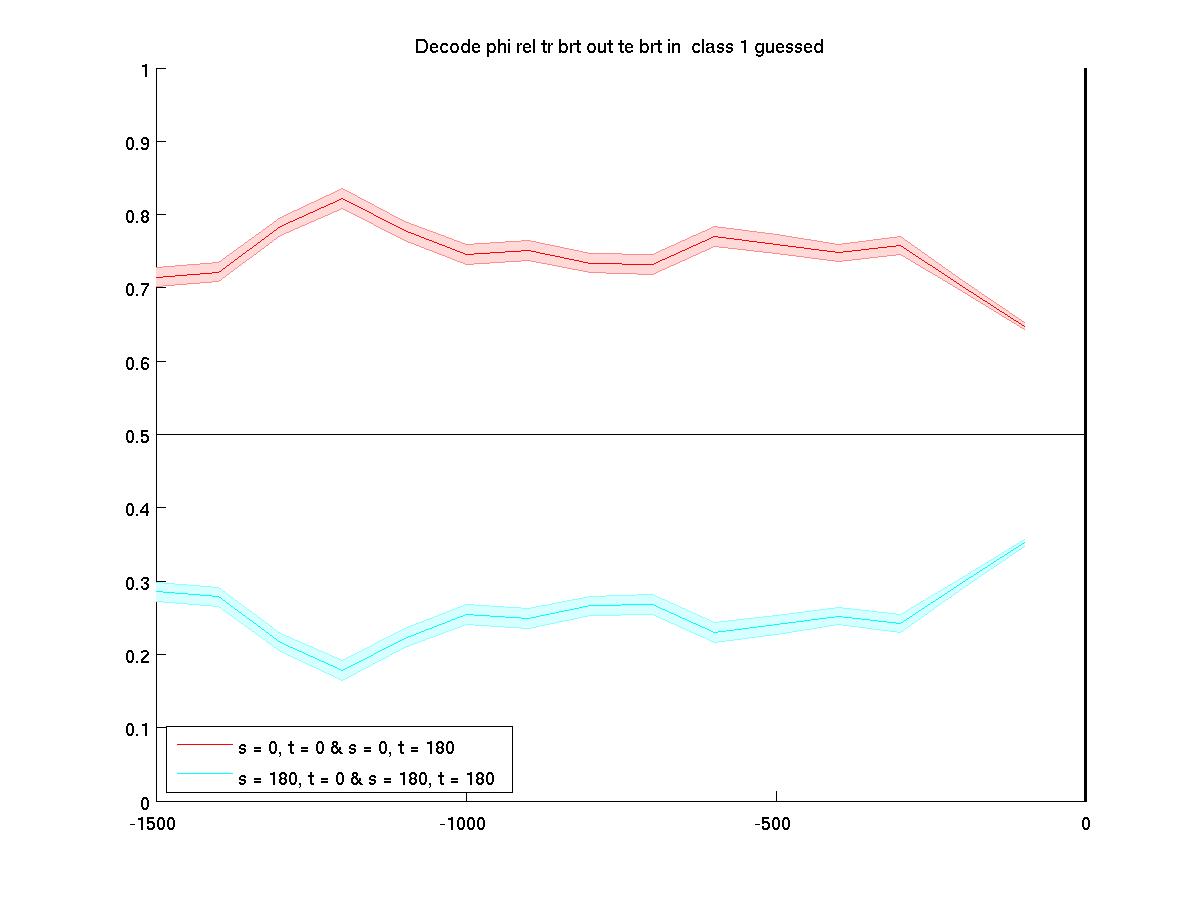 Decode phi rel tr brt out te brt in  class 1 guessed
1
0.9
0.8
0.7
0.6
0.5
0.4
0.3
0.2
0.1
0
s = 0, t = 0 & s = 0, t = 180
s = 180, t = 0 & s = 180, t = 180
-1500 -1000 -500 0